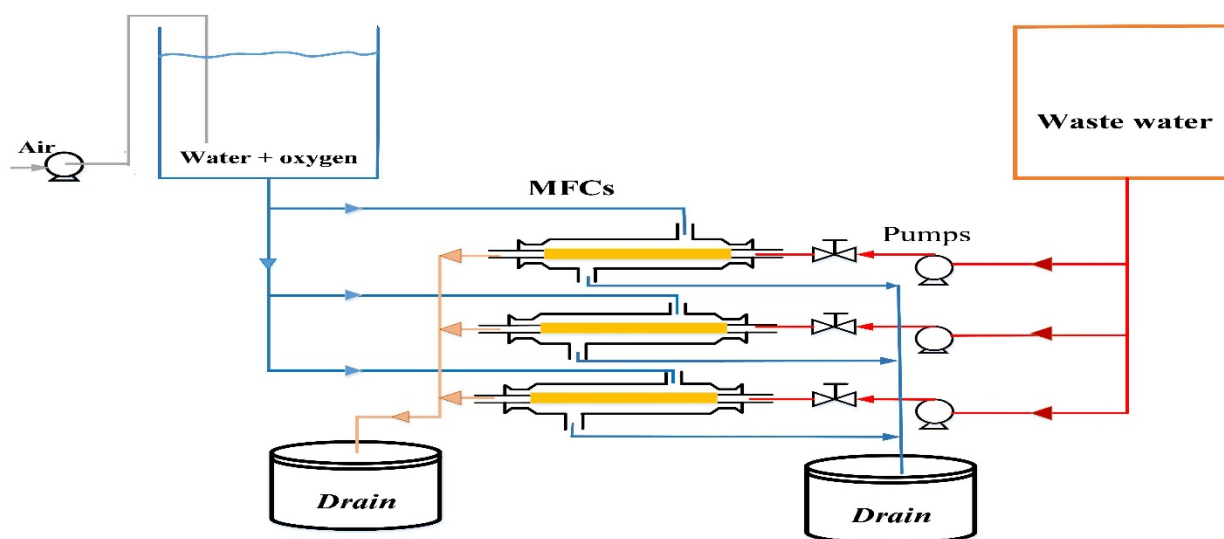 Air
Water + oxygen
Waste water
MFCs
Pumps
Drain
Drain